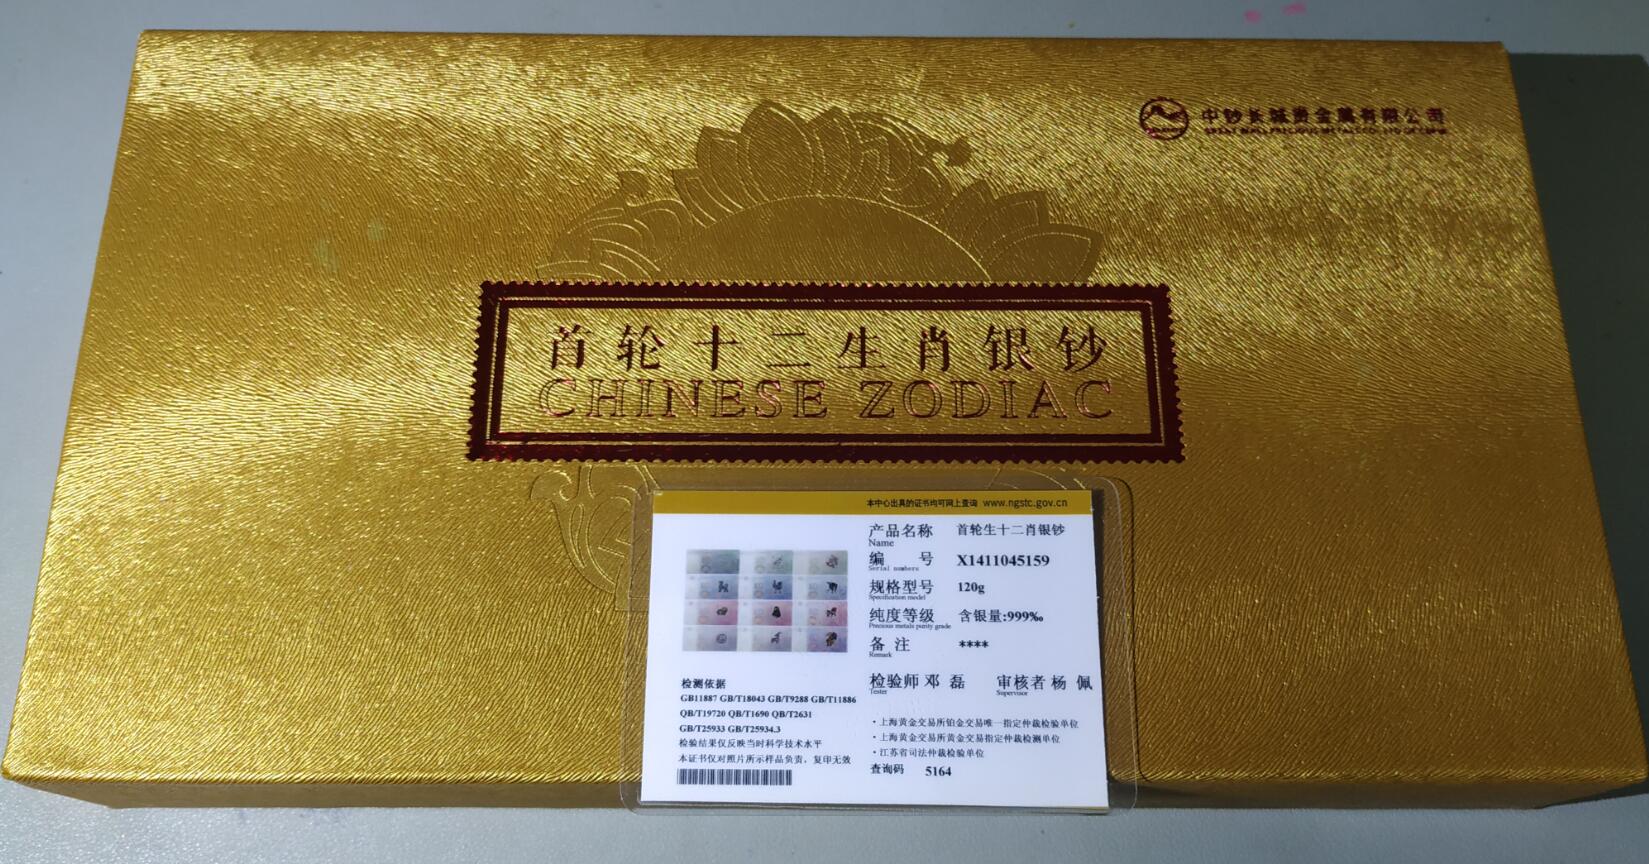 中钞长城贵金属有限公司
GREAT WALL PRECIOUS METALS CO., LTD OF CHINA
首轮十二生肖银钞
CHINESE ZODIAC
本中心出具的证书均可网上查询 www.ngstc.gov.cn
产品名称 首轮生十二肖银钞
Name
编 号 X1411045159
Serial numbers
规格型号 120g
Specification model
纯度等级 含银量:999‰
Precious metals purity grade
备 注 ****
Remark
检验师 邓 磊 审核者 杨 佩
Tester Supervisor
检测依据
GB11887 GB/T18043 GB/T9288 GB/T11886
QB/T19720 QB/T1690 QB/T2631
GB/T25933 GB/T25934.3
检验结果仅反映当时科学技术水平
本证书仅对照片所示样品负责，复印无效
·上海黄金交易所铂金交易唯一指定仲裁检验单位
·上海黄金交易所黄金交易指定仲裁检测单位
·江苏省司法仲裁检验单位
查询码 5164